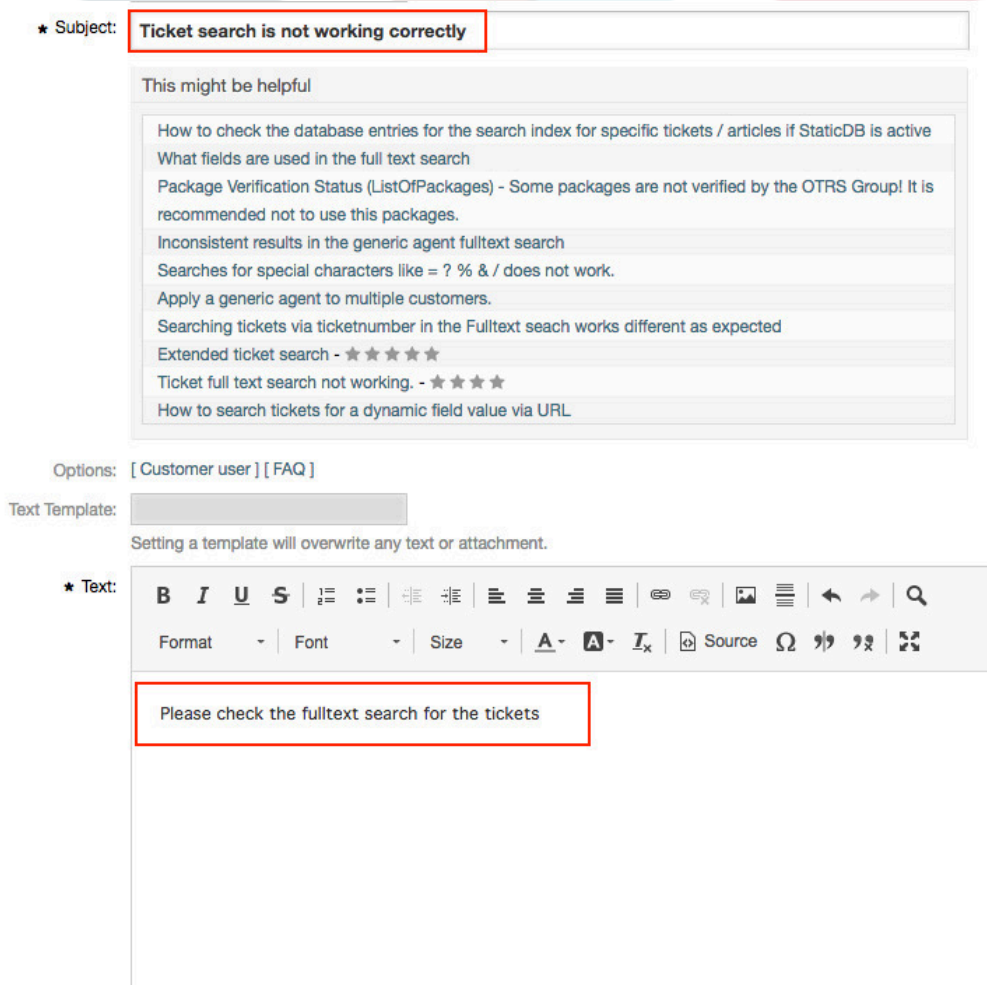 ★ Subject: Ticket search is not working correctly
This might be helpful
How to check the database entries for the search index for specific tickets / articles if StaticDB is active
What fields are used in the full text search
Package Verification Status (ListOfPackages) - Some packages are not verified by the OTRS Group! It is
recommended not to use this packages.
Inconsistent results in the generic agent fulltext search
Searches for special characters like = ? % & / does not work.
Apply a generic agent to multiple customers.
Searching tickets via ticketnumber in the Fulltext seach works different as expected
Extended ticket search - ★ ★ ★ ★ ★
Ticket full text search not working. - ★ ★ ★ ★
How to search tickets for a dynamic field value via URL
Options: [ Customer user ] [ FAQ ]
Text Template:
Setting a template will overwrite any text or attachment.
★ Text:
B I U S
Format Font Size A A Tx Source Ω
Please check the fulltext search for the tickets